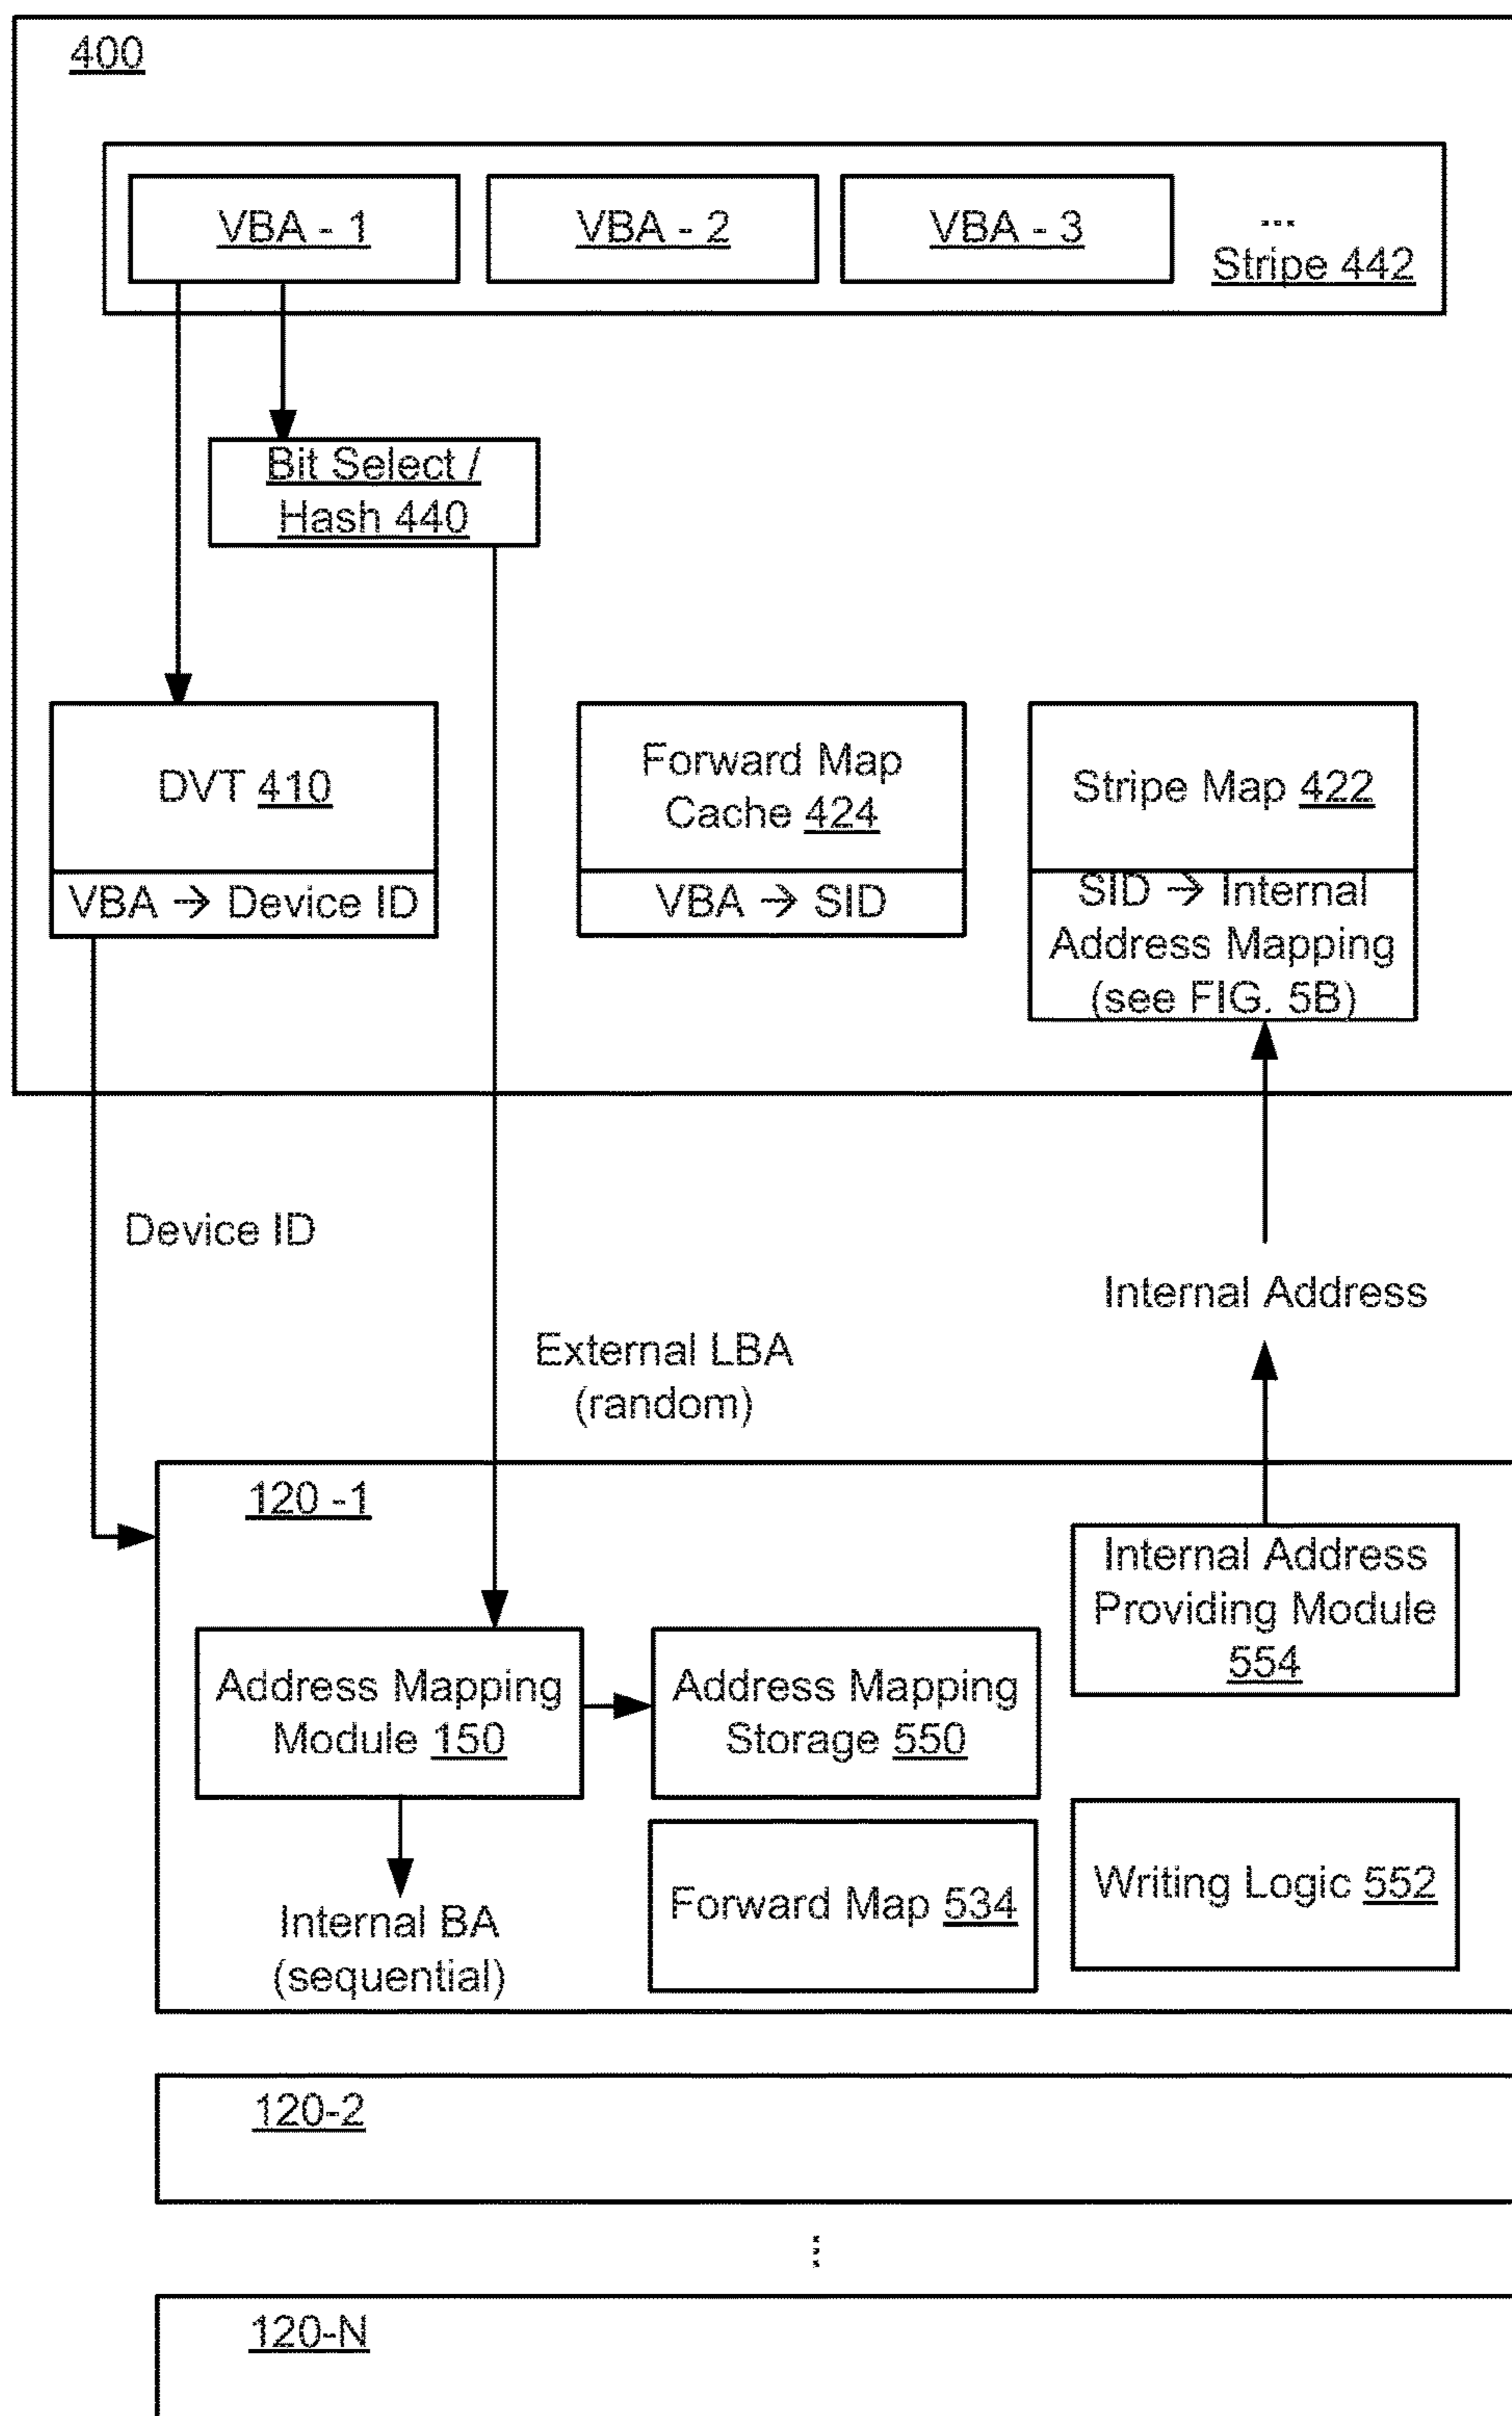 400
VBA - 1
VBA - 2
VBA - 3
...
Stripe 442
Bit Select /
Hash 440
DVT 410
VBA → Device ID
Forward Map
Cache 424
VBA → SID
Stripe Map 422
SID → Internal
Address Mapping
(see FIG. 5B)
Device ID
External LBA
(random)
Internal Address
120 -1
Address Mapping
Module 150
Internal BA
(sequential)
Address Mapping
Storage 550
Forward Map 534
Internal Address
Providing Module
554
Writing Logic 552
120-2
...
120-N